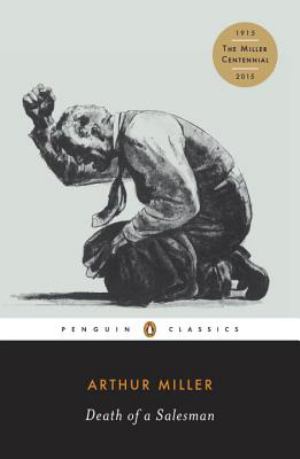 1915
THE MILLER
CENTENNIAL
2015
PENGUIN CLASSICS
ARTHUR MILLER
Death of a Salesman